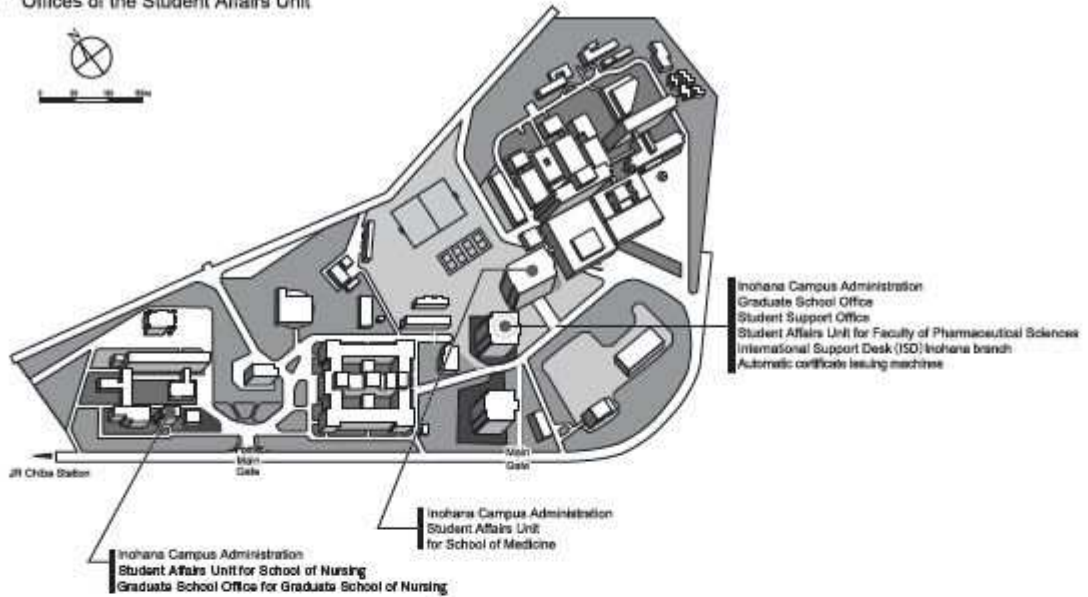 Offices of the Student Affairs Unit
N
0
Inohana Campus Administration
Graduate School Office
Student Support Office
Student Affairs Unit for Faculty of Pharmaceutical Sciences
International Support Desk (ISD) Inohana branch
Automatic certificate issuing machines
JR Chiba Station
Main
Gate
Main
Gate
Inohana Campus Administration
Student Affairs Unit
for School of Medicine
Inohana Campus Administration
Student Affairs Unit for School of Nursing
Graduate School Office for Graduate School of Nursing